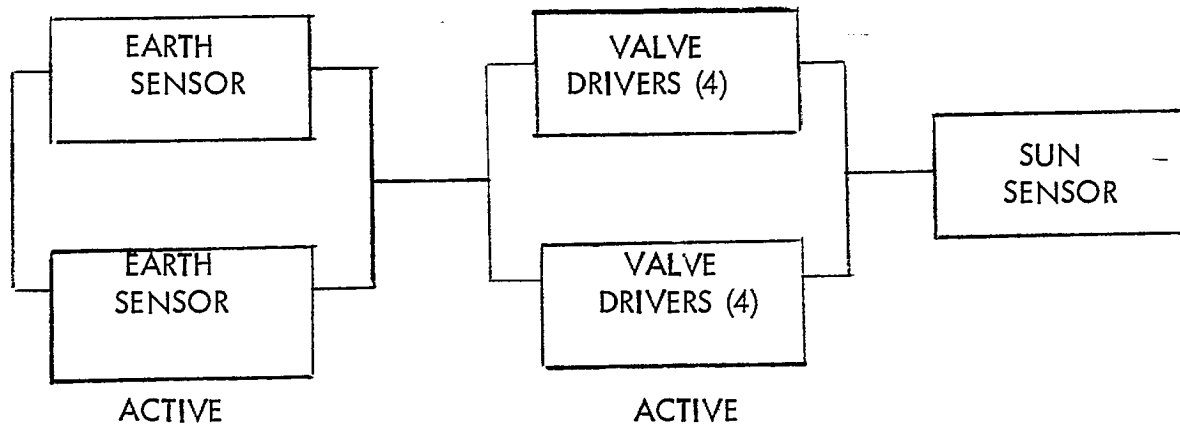 EARTH
SENSOR
VALVE
DRIVERS (4)
SUN
SENSOR
EARTH
SENSOR
VALVE
DRIVERS (4)
ACTIVE
ACTIVE